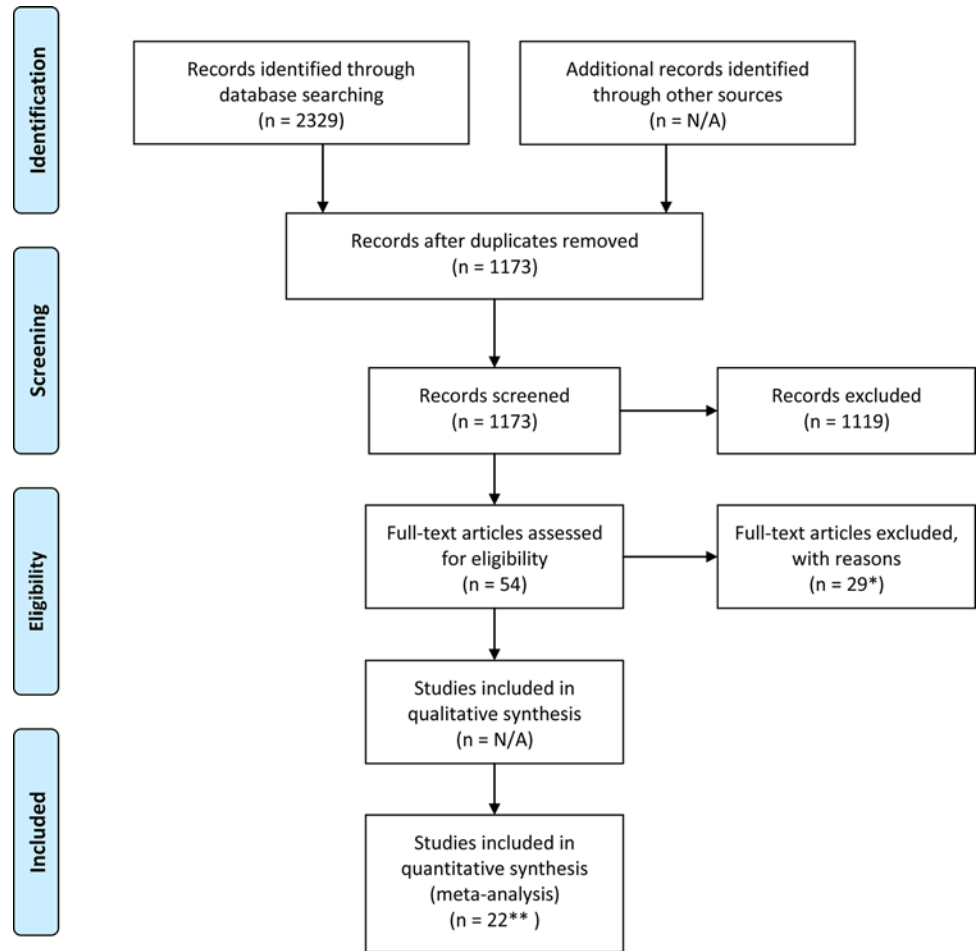 Identification
Records identified through
database searching
(n = 2329)
Additional records identified
through other sources
(n = N/A)
Records after duplicates removed
(n = 1173)
Screening
Records screened
(n = 1173)
Records excluded
(n = 1119)
Eligibility
Full-text articles assessed
for eligibility
(n = 54)
Full-text articles excluded,
with reasons
(n = 29*)
Studies included in
qualitative synthesis
(n = N/A)
Included
Studies included in
quantitative synthesis
(meta-analysis)
(n = 22** )